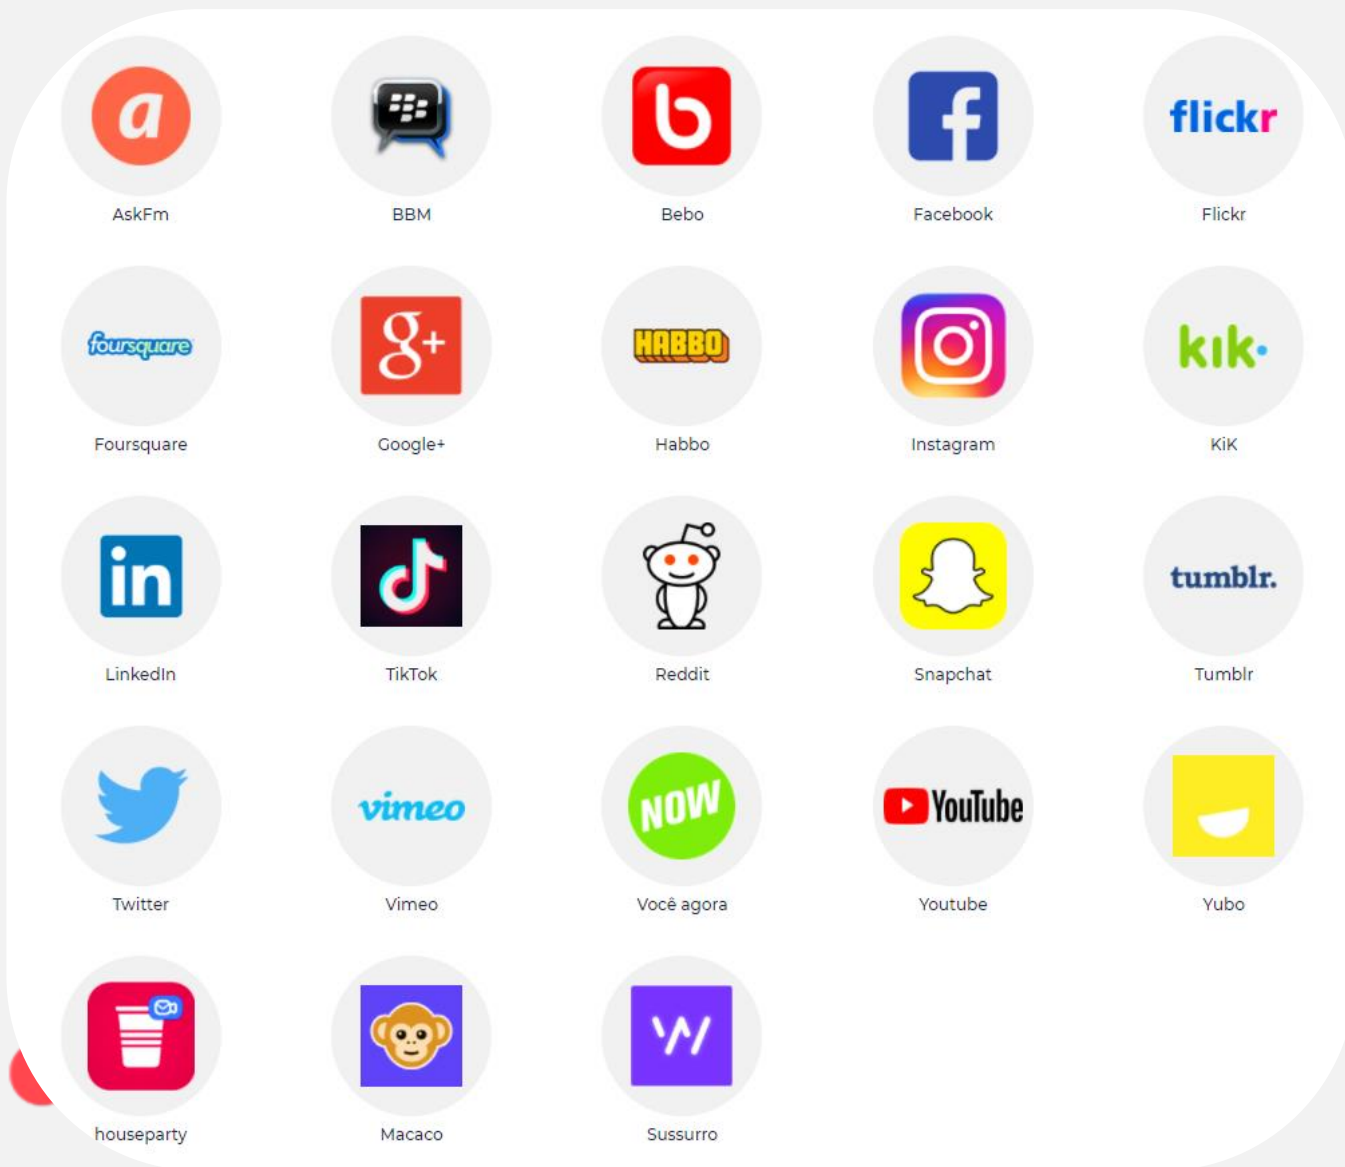 a
b
f
flickr
AskFm
BBM
Bebo
Facebook
Flickr
foursquare
g+
HABBO
kik
Foursquare
Google+
Habbo
Instagram
KiK
in
tumblr.
LinkedIn
TikTok
Reddit
Snapchat
Tumblr
vimeo
NOW
YouTube
Twitter
Vimeo
Você agora
Youtube
Yubo
W
houseparty
Macaco
Sussurro